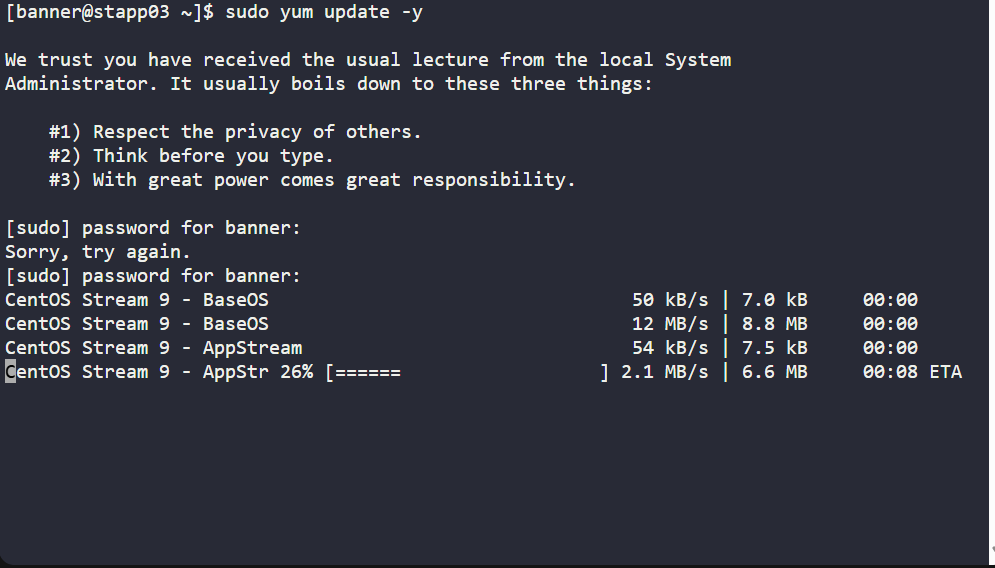 [banner@stapp03 ~]$ sudo yum update -y
We trust you have received the usual lecture from the local System
Administrator. It usually boils down to these three things:
#1) Respect the privacy of others.
#2) Think before you type.
#3) With great power comes great responsibility.
[sudo] password for banner:
Sorry, try again.
[sudo] password for banner:
CentOS Stream 9 - BaseOS 50 kB/s | 7.0 kB 00:00
CentOS Stream 9 - BaseOS 12 MB/s | 8.8 MB 00:00
CentOS Stream 9 - AppStream 54 kB/s | 7.5 kB 00:00
CentOS Stream 9 - AppStr 26% [====== ] 2.1 MB/s | 6.6 MB 00:08 ETA